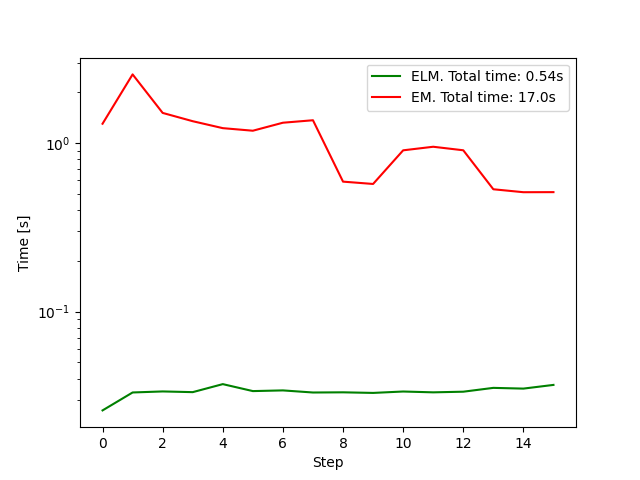 ELM. Total time: 0.54s
EM. Total time: 17.0s
10⁰
10⁻¹
Time [s]
0 2 4 6 8 10 12 14
Step